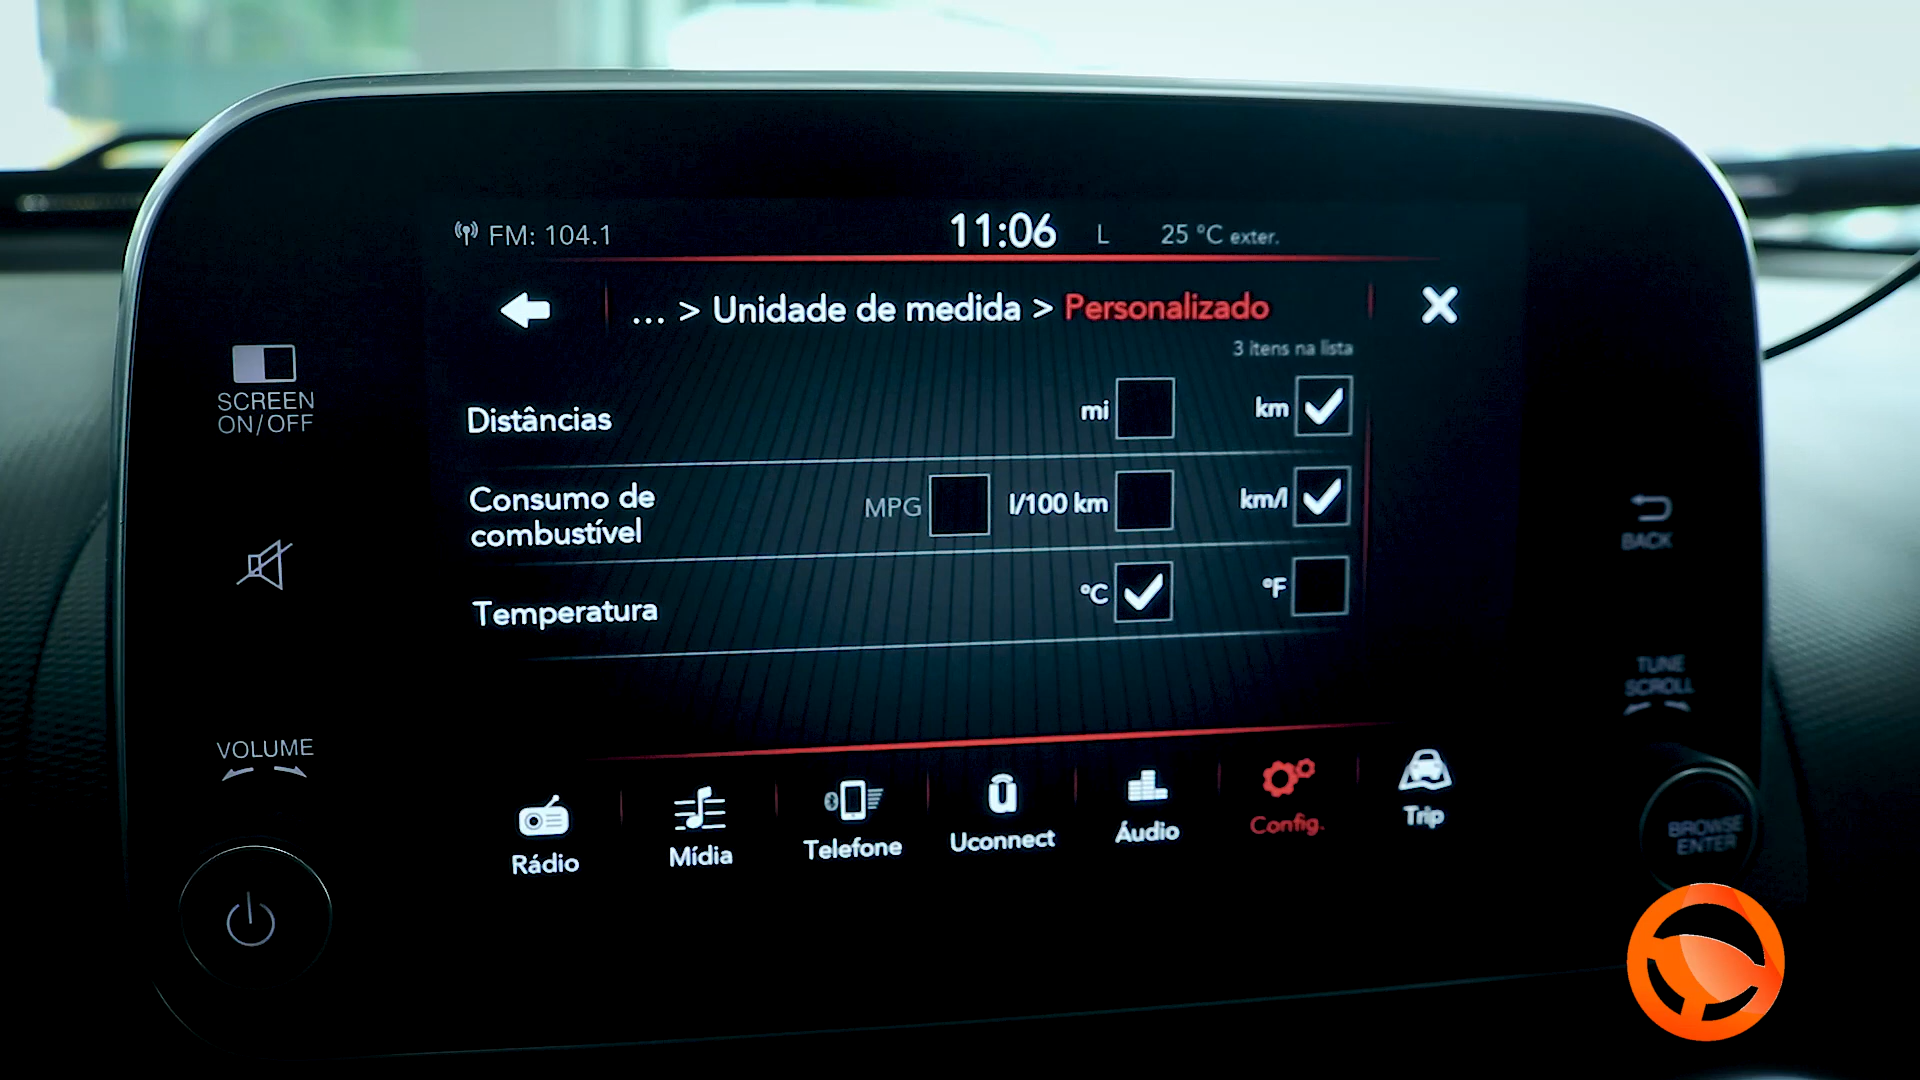 FM: 104.1 11:06 L 25 °C exter.
... > Unidade de medida > Personalizado
3 itens na lista
SCREEN
ON/OFF
Distâncias mi km
Consumo de
combustível
MPG l/100 km km/l
BACK
Temperatura °C °F
TUNE
SCROLL
VOLUME
Rádio Mídia Telefone Uconnect Áudio Config. Trip
BROWSE
ENTER